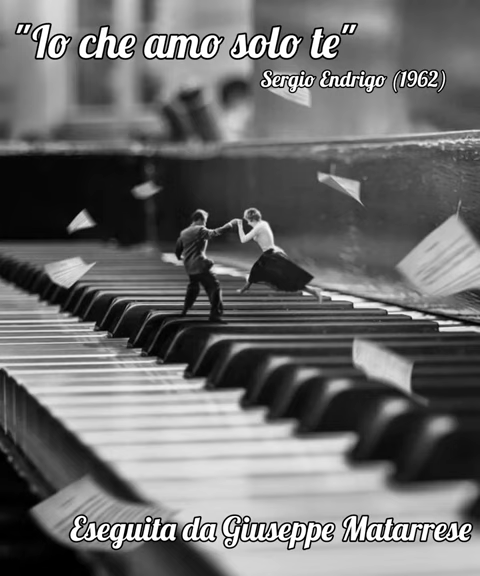 "Io che amo solo te"
Sergio Endrigo (1962)
Eseguita da Giuseppe Matarrese